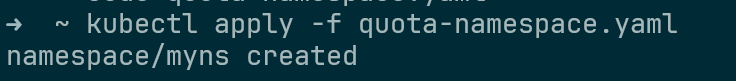 ➜  ~ kubectl apply -f quota-namespace.yaml
namespace/myns created